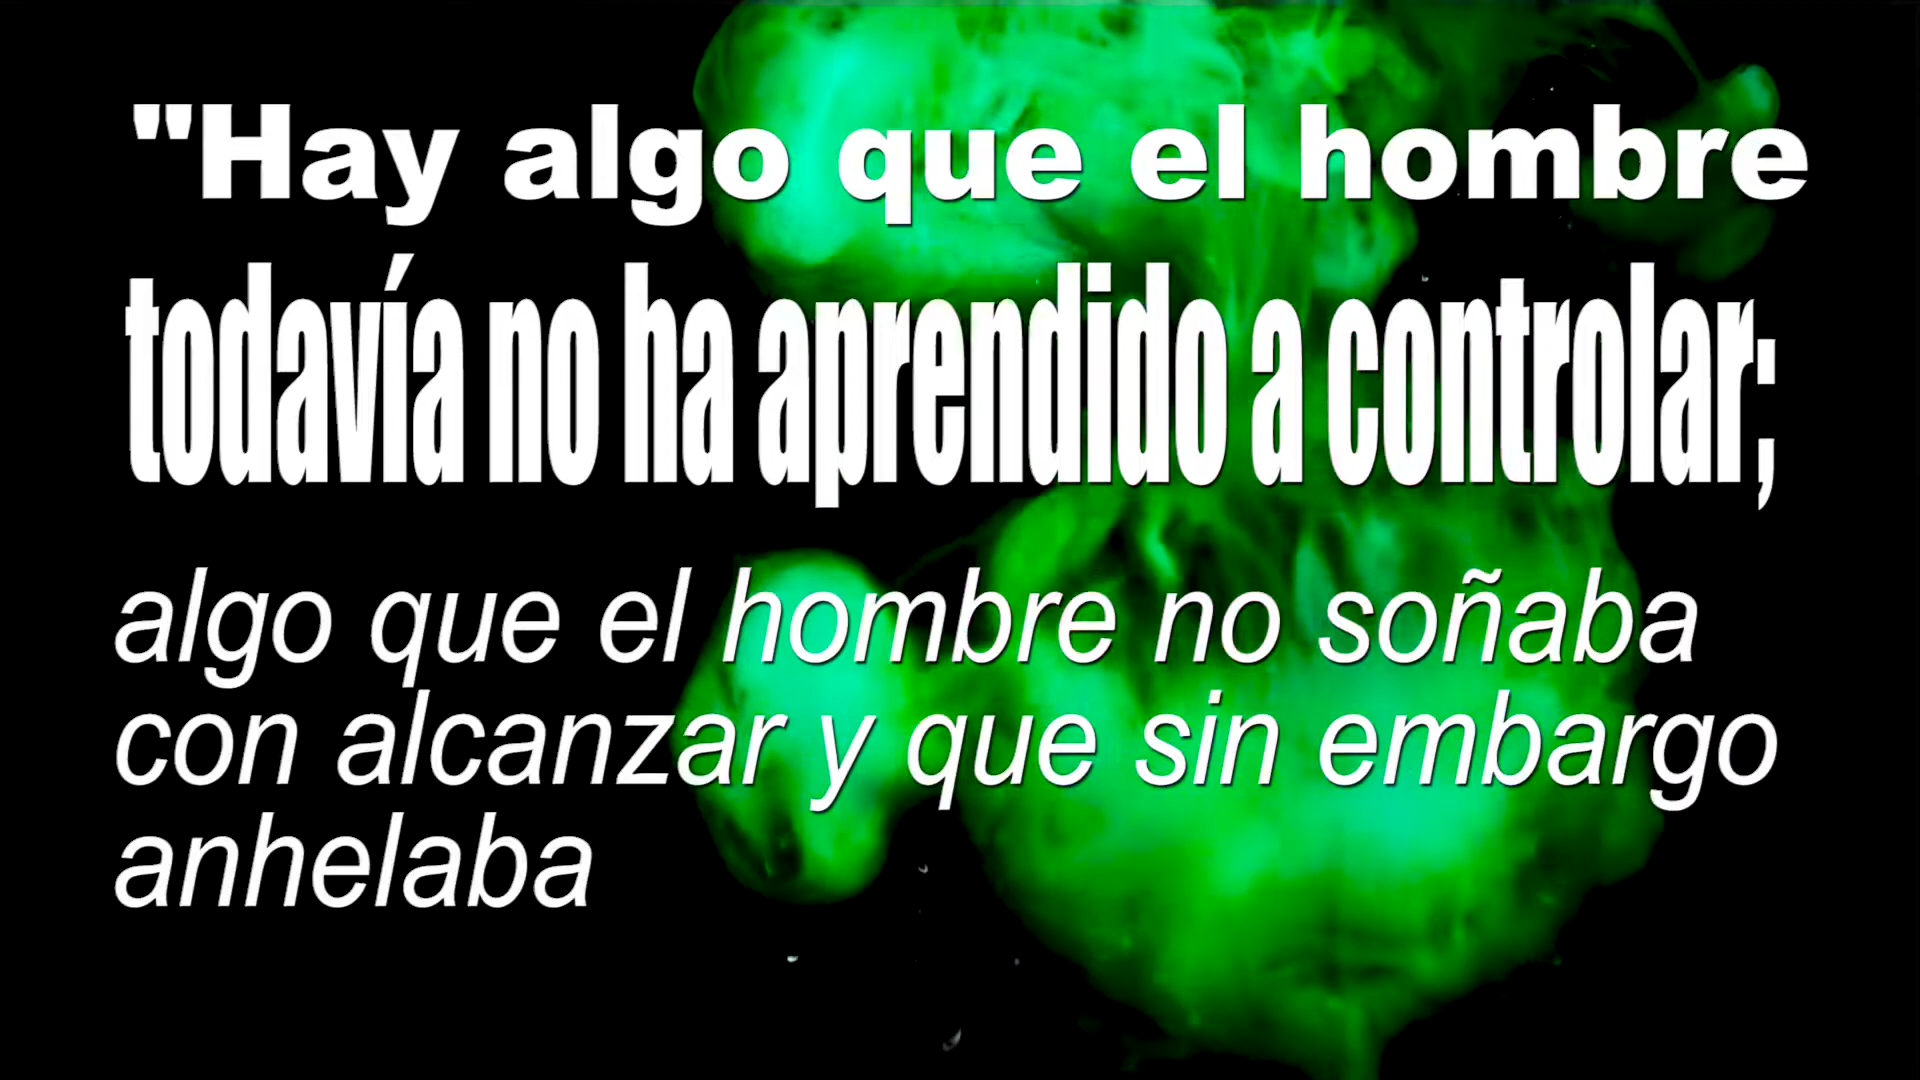 "Hay algo que el hombre
todavía no ha aprendido a controlar;
algo que el hombre no soñaba
con alcanzar y que sin embargo
anhelaba